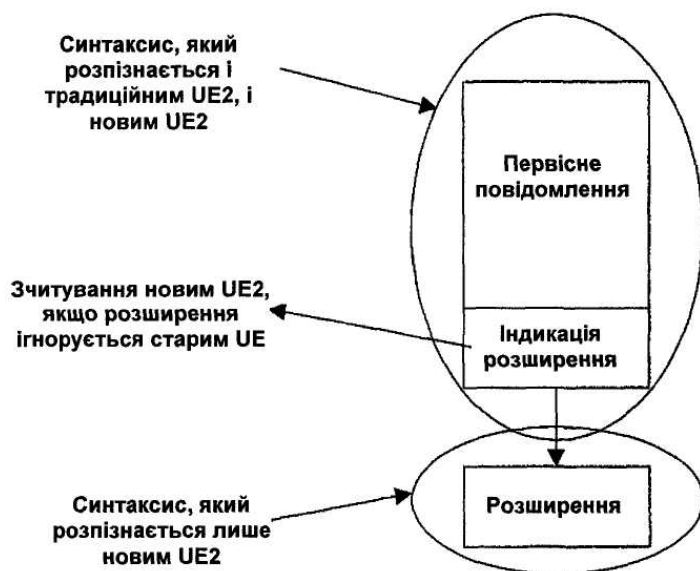 Синтаксис, який
розпізнається і
традиційним UE2, і
новим UE2
Первісне
повідомлення
Зчитування новим UE2,
якщо розширення
ігнорується старим UE
Індикація
розширення
Синтаксис, який
розпізнається лише
новим UE2
Розширення